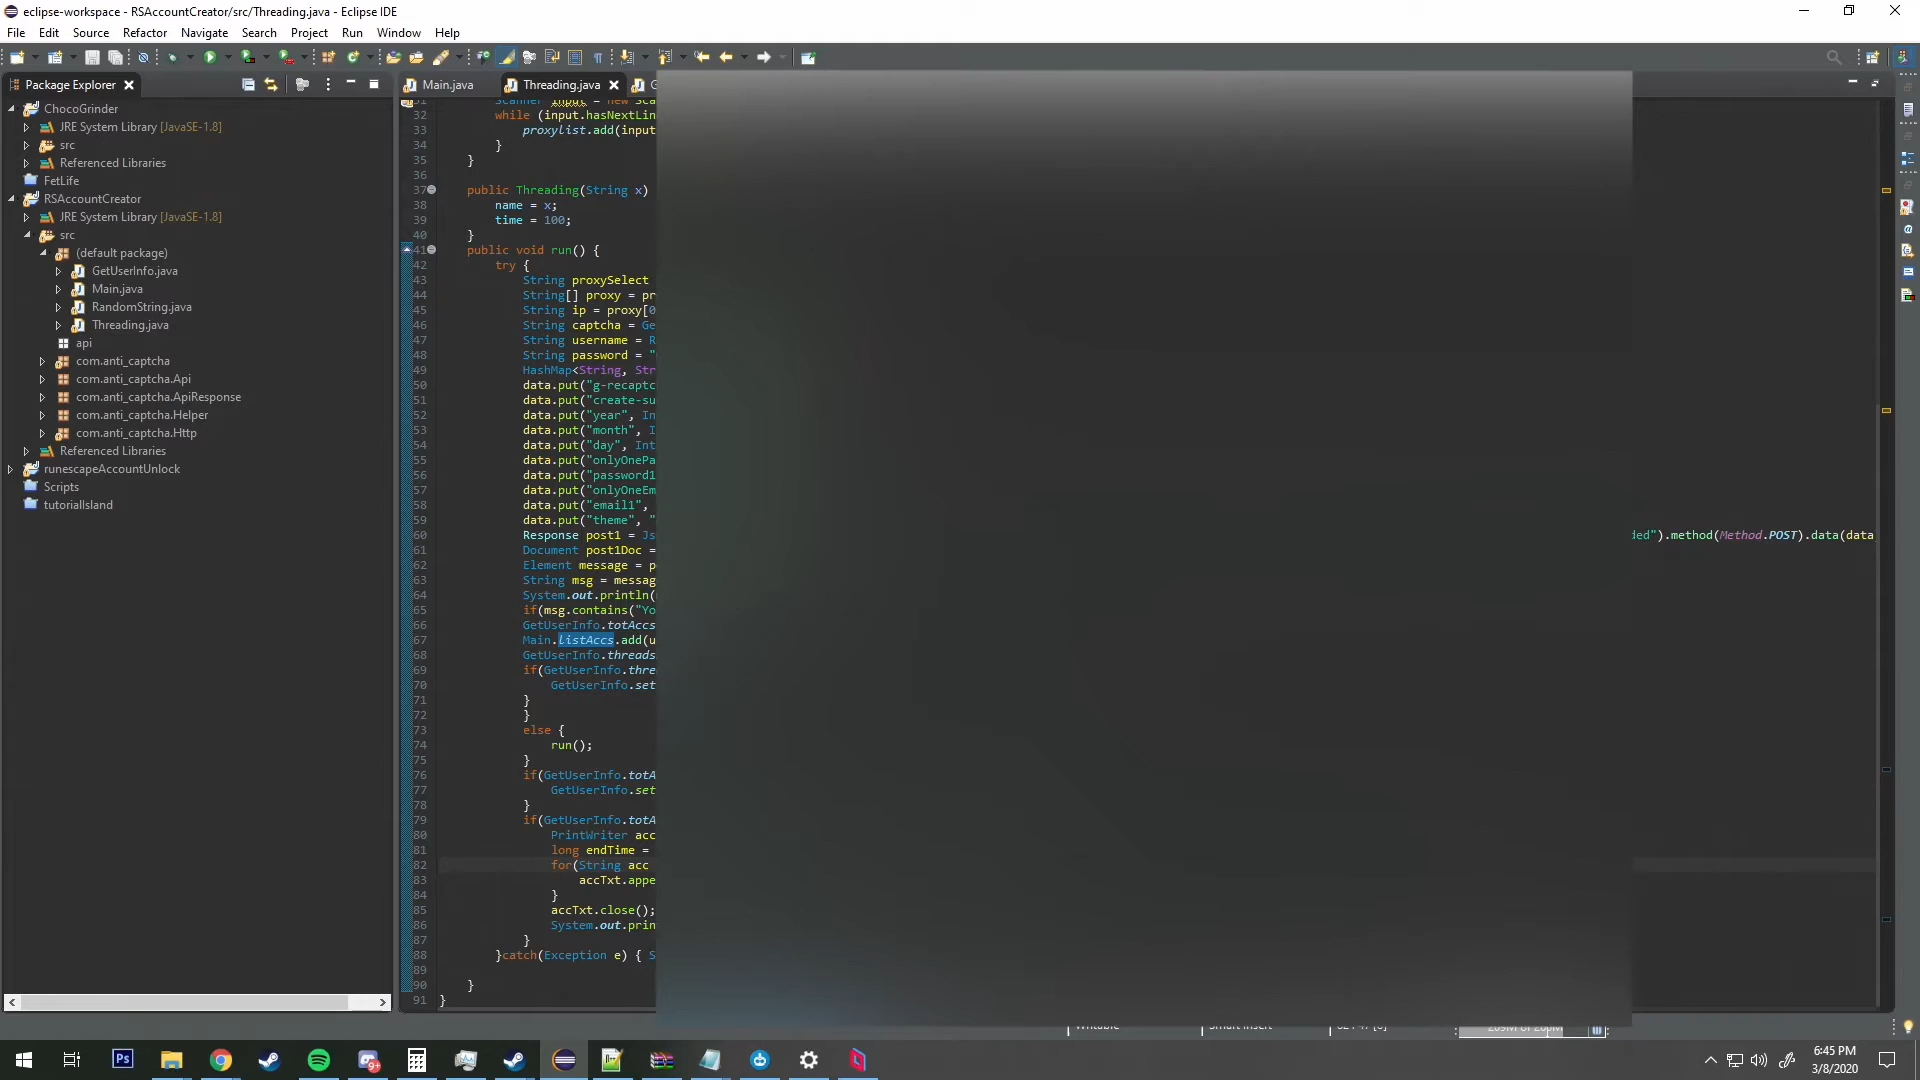 eclipse-workspace - RSAccountCreator/src/Threading.java - Eclipse IDE
File Edit Source Refactor Navigate Search Project Run Window Help
Package Explorer
Main.java
Threading.java
ChocoGrinder
JRE System Library [JavaSE-1.8]
src
Referenced Libraries
FetLife
RSAccountCreator
JRE System Library [JavaSE-1.8]
src
(default package)
GetUserInfo.java
Main.java
RandomString.java
Threading.java
api
com.anti_captcha
com.anti_captcha.Api
com.anti_captcha.ApiResponse
com.anti_captcha.Helper
com.anti_captcha.Http
Referenced Libraries
runescapeAccountUnlock
Scripts
tutorialIsland
31 Scanner input = new Sca
32 while (input.hasNextLin
33 proxylist.add(input
34 }
35 }
36
37 public Threading(String x)
38 name = x;
39 time = 100;
40 }
41 public void run() {
42 try {
43 String proxySelect
44 String[] proxy = pr
45 String ip = proxy[0
46 String captcha = Ge
47 String username = R
48 String password = "
49 HashMap<String, Str
50 data.put("g-recaptc
51 data.put("create-su
52 data.put("year", In
53 data.put("month", I
54 data.put("day", Int
55 data.put("onlyOnePa
56 data.put("password1
57 data.put("onlyOneEm
58 data.put("email1",
59 data.put("theme", "
60 Response post1 = Js ded").method(Method.POST).data(data
61 Document post1Doc =
62 Element message = p
63 String msg = messag
64 System.out.println(
65 if(msg.contains("Yo
66 GetUserInfo.totAccs
67 Main.listAccs.add(u
68 GetUserInfo.threads
69 if(GetUserInfo.thre
70 GetUserInfo.set
71 }
72 }
73 else {
74 run();
75 }
76 if(GetUserInfo.totA
77 GetUserInfo.set
78 }
79 if(GetUserInfo.totA
80 PrintWriter acc
81 long endTime =
82 for(String acc
83 accTxt.appe
84 }
85 accTxt.close();
86 System.out.prin
87 }
88 }catch(Exception e) { S
89
90 }
91 }
Writable Smart Insert
Ps
6:45 PM
3/8/2020